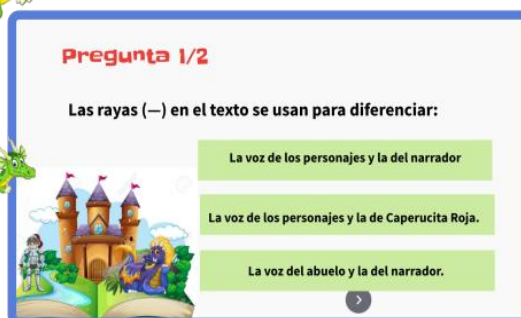 Pregunta 1/2
Las rayas (—) en el texto se usan para diferenciar:
La voz de los personajes y la del narrador
La voz de los personajes y la de Caperucita Roja.
La voz del abuelo y la del narrador.